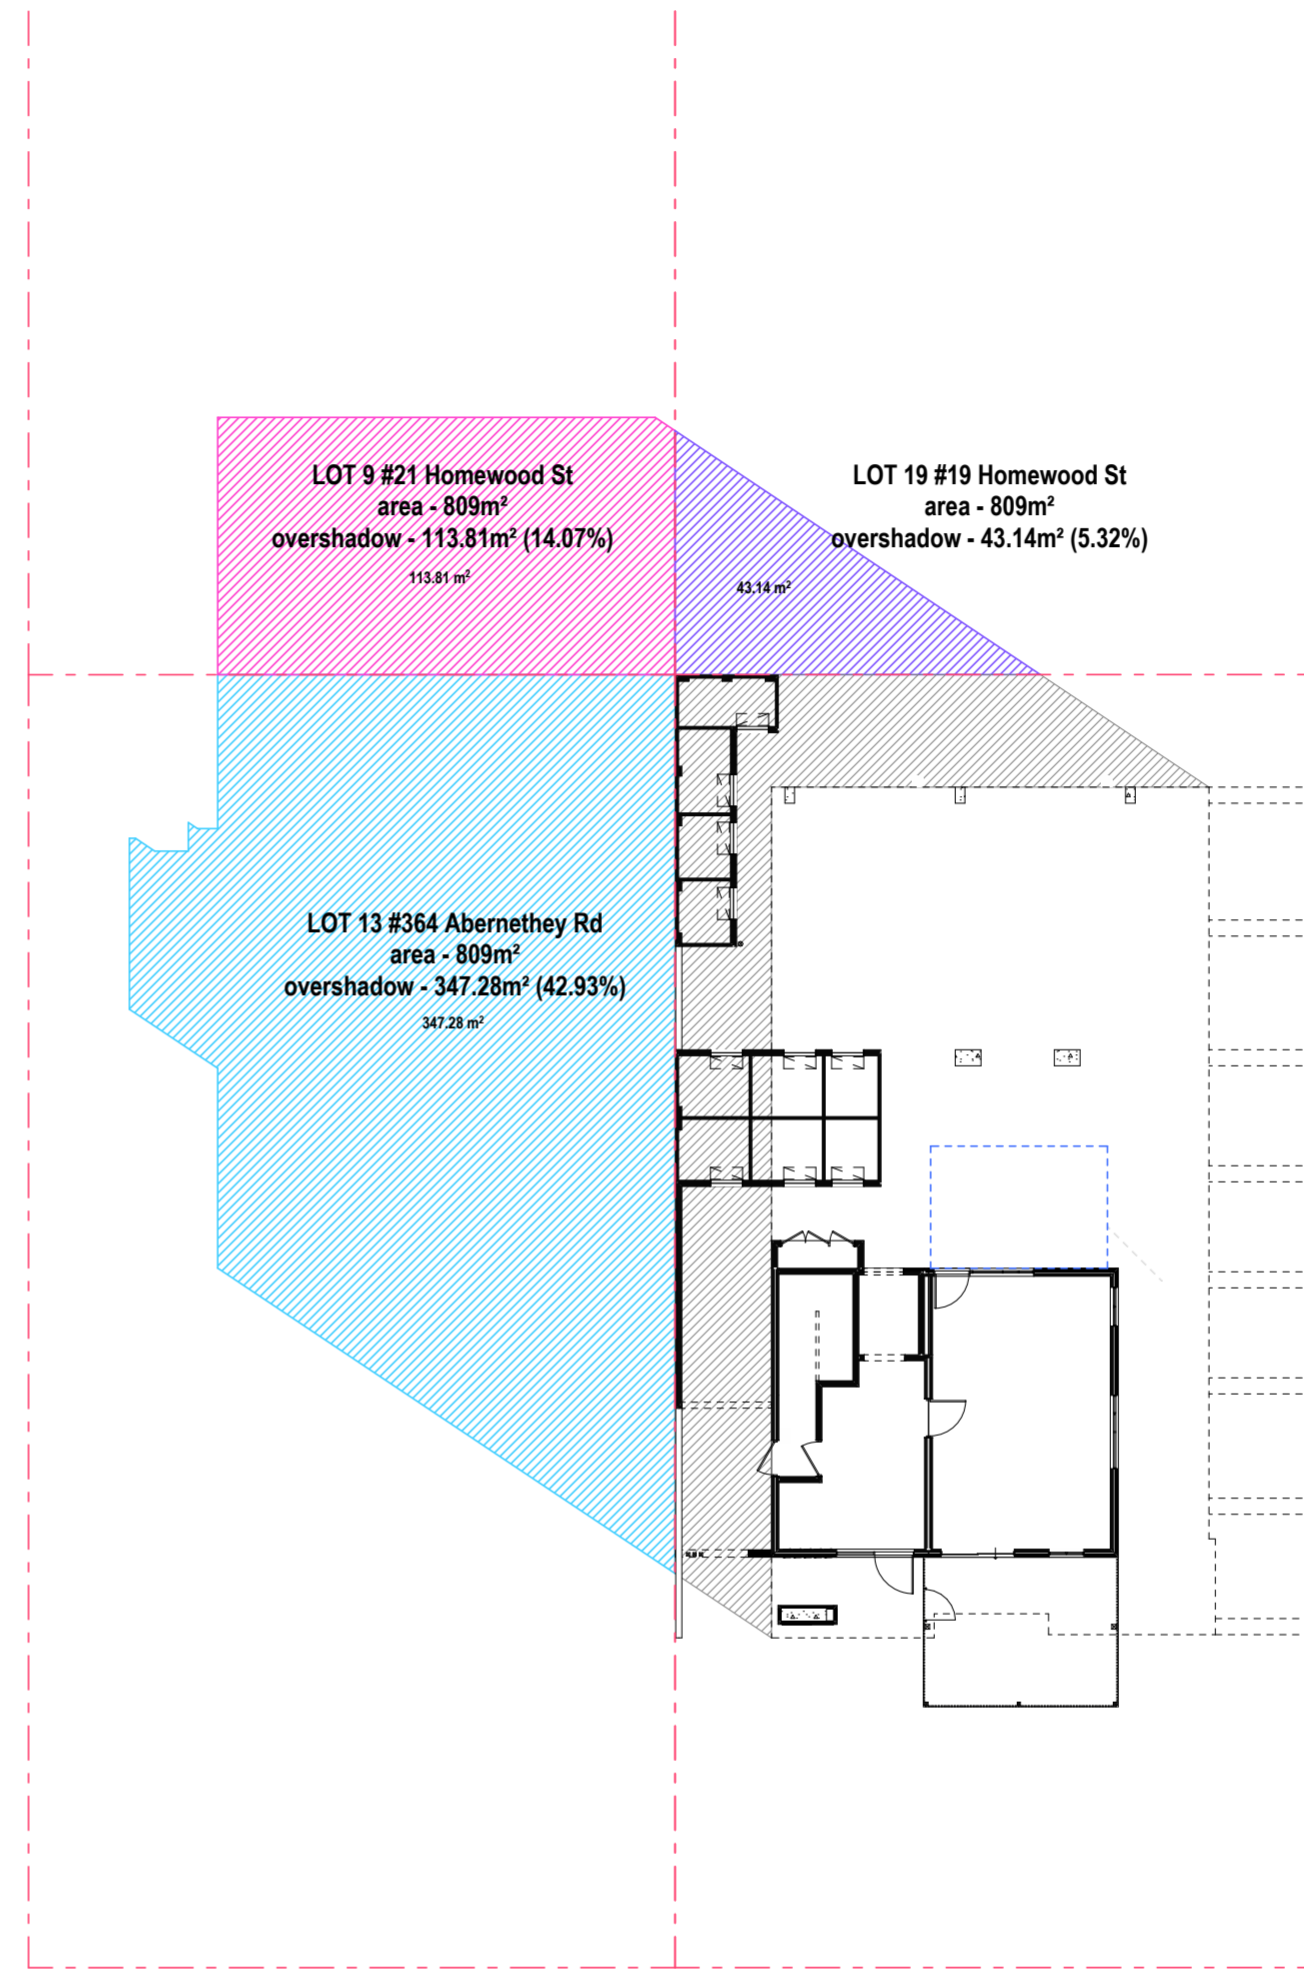 LOT 9 #21 Homewood St
area - 809m²
overshadow - 113.81m² (14.07%)
113.81 m²
LOT 19 #19 Homewood St
area - 809m²
overshadow - 43.14m² (5.32%)
43.14 m²
LOT 13 #364 Abernethey Rd
area - 809m²
overshadow - 347.28m² (42.93%)
347.28 m²